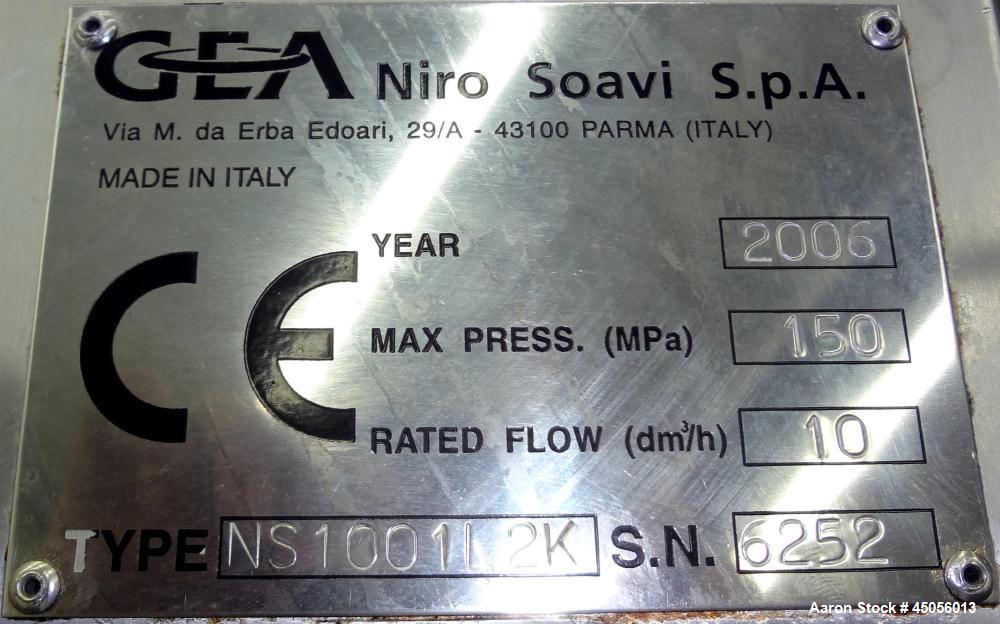 GEA Niro Soavi S.p.A.
Via M. da Erba Edoari, 29/A - 43100 PARMA (ITALY)
MADE IN ITALY
CE
YEAR 2006
MAX PRESS. (MPa) 150
RATED FLOW (dm³/h) 10
TYPE NS1001L2K S.N. 6252
Aaron Stock # 45056013